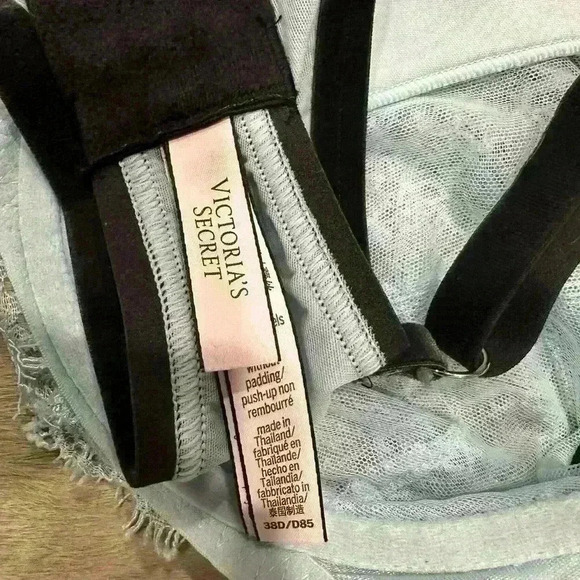 VICTORIA'S
SECRET
without
padding/
push-up non
rembourré
made in
Thailand/
fabriqué en
Thaïlande/
hecho en
Tailandia/
fabbricato in
Thailandia/
泰国制造
38D/D85